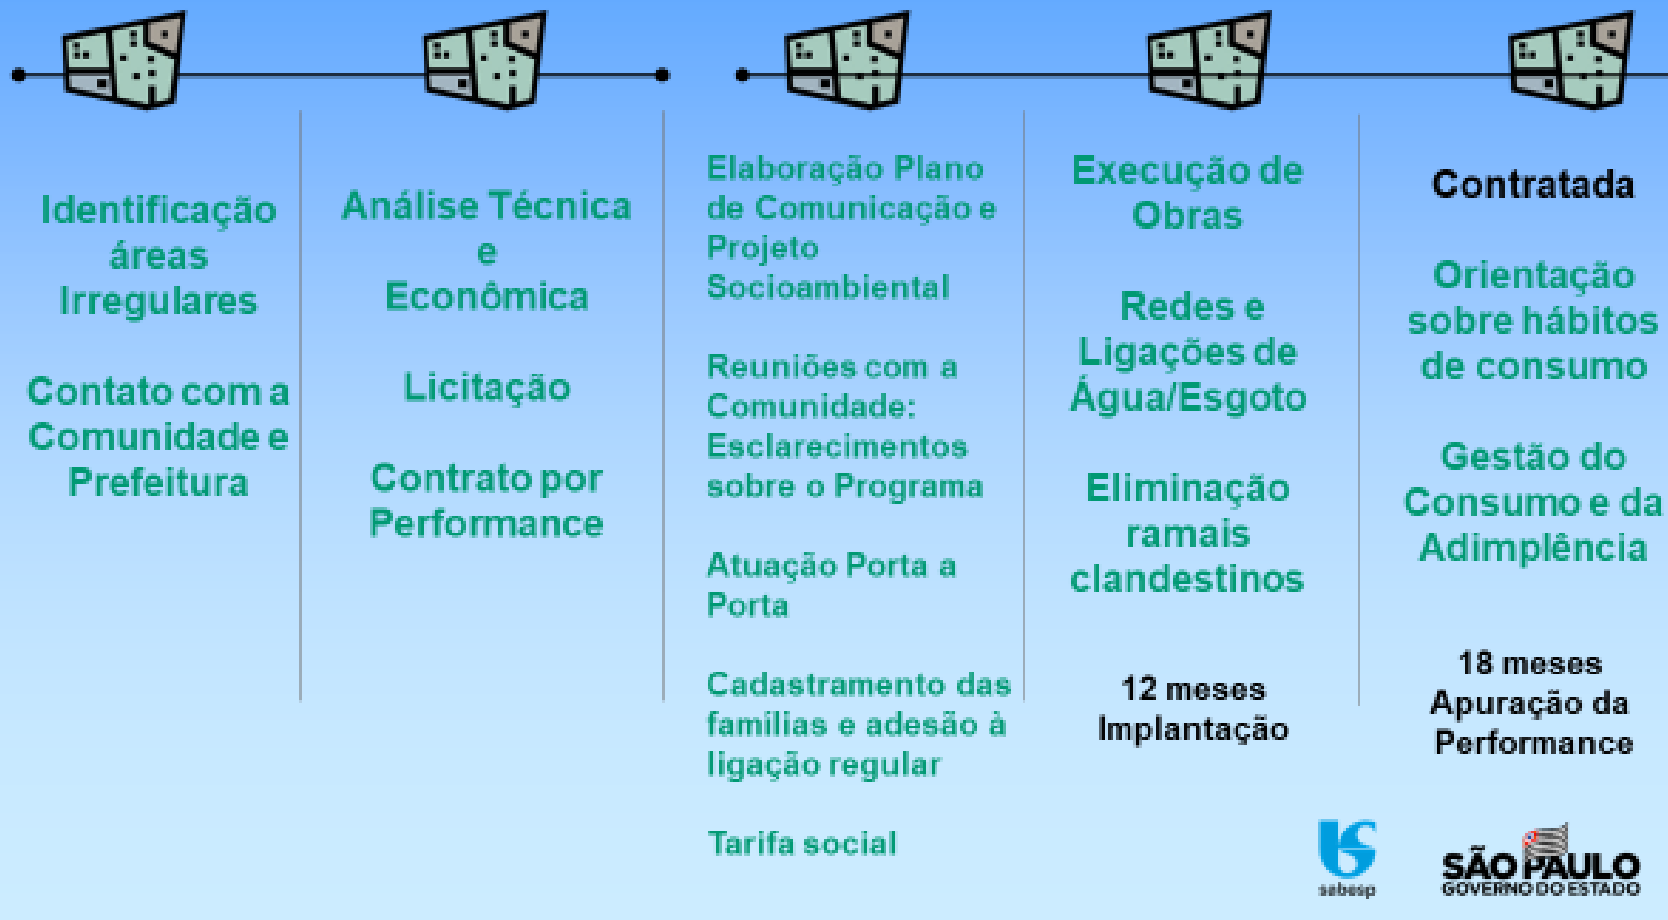 Identificação
áreas
Irregulares
Contato com a
Comunidade e
Prefeitura
Análise Técnica
e
Econômica
Licitação
Contrato por
Performance
Elaboração Plano
de Comunicação e
Projeto
Socioambiental
Reuniões com a
Comunidade:
Esclarecimentos
sobre o Programa
Atuação Porta a
Porta
Cadastramento das
famílias e adesão à
ligação regular
Tarifa social
Execução de
Obras
Redes e
Ligações de
Água/Esgoto
Eliminação
ramais
clandestinos
12 meses
Implantação
Contratada
Orientação
sobre hábitos
de consumo
Gestão do
Consumo e da
Adimplência
18 meses
Apuração da
Performance
sabesp
SÃO PAULO
GOVERNO DO ESTADO